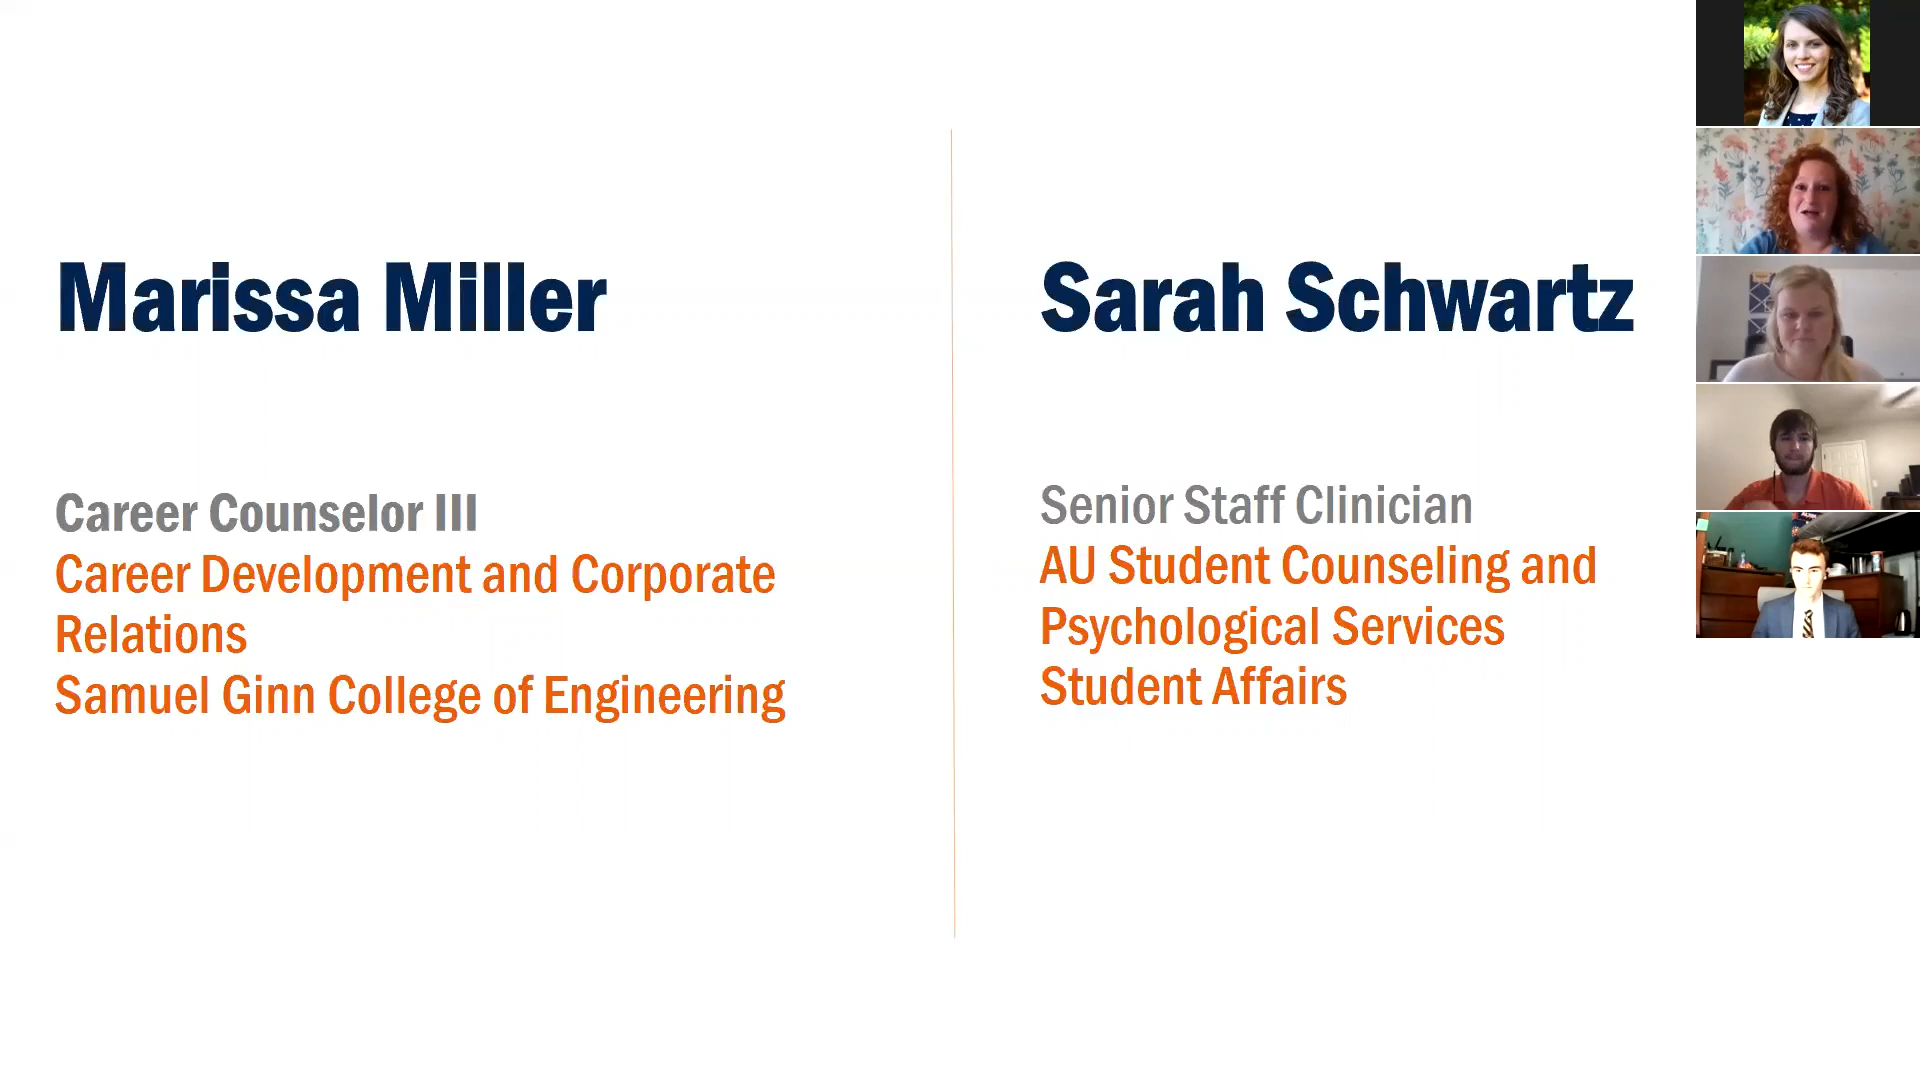 Marissa Miller
Career Counselor III
Career Development and Corporate
Relations
Samuel Ginn College of Engineering
Sarah Schwartz
Senior Staff Clinician
AU Student Counseling and
Psychological Services
Student Affairs